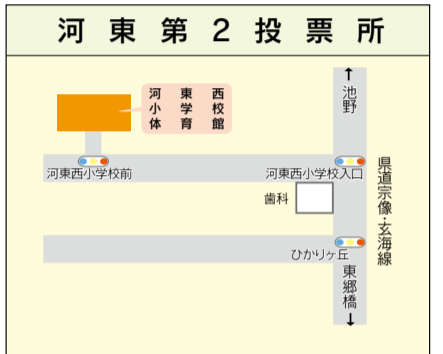 河東第2投票所
河東西
小学校
体育館
↑
池野
河東西小学校前
河東西小学校入口
歯科
県道宗像・玄海線
ひかりヶ丘
東郷橋
↓